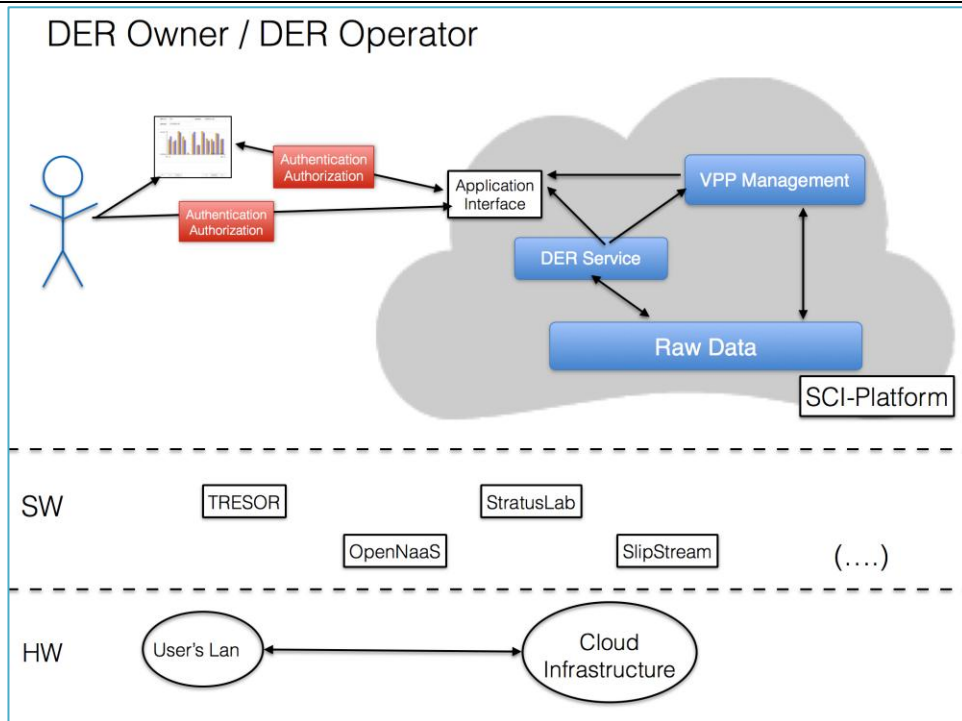 DER Owner / DER Operator
Authentication
Authorization
Authentication
Authorization
Application
Interface
VPP Management
DER Service
Raw Data
SCI-Platform
SW
TRESOR
StratusLab
OpenNaaS
SlipStream
(....)
HW
User's Lan
Cloud
Infrastructure